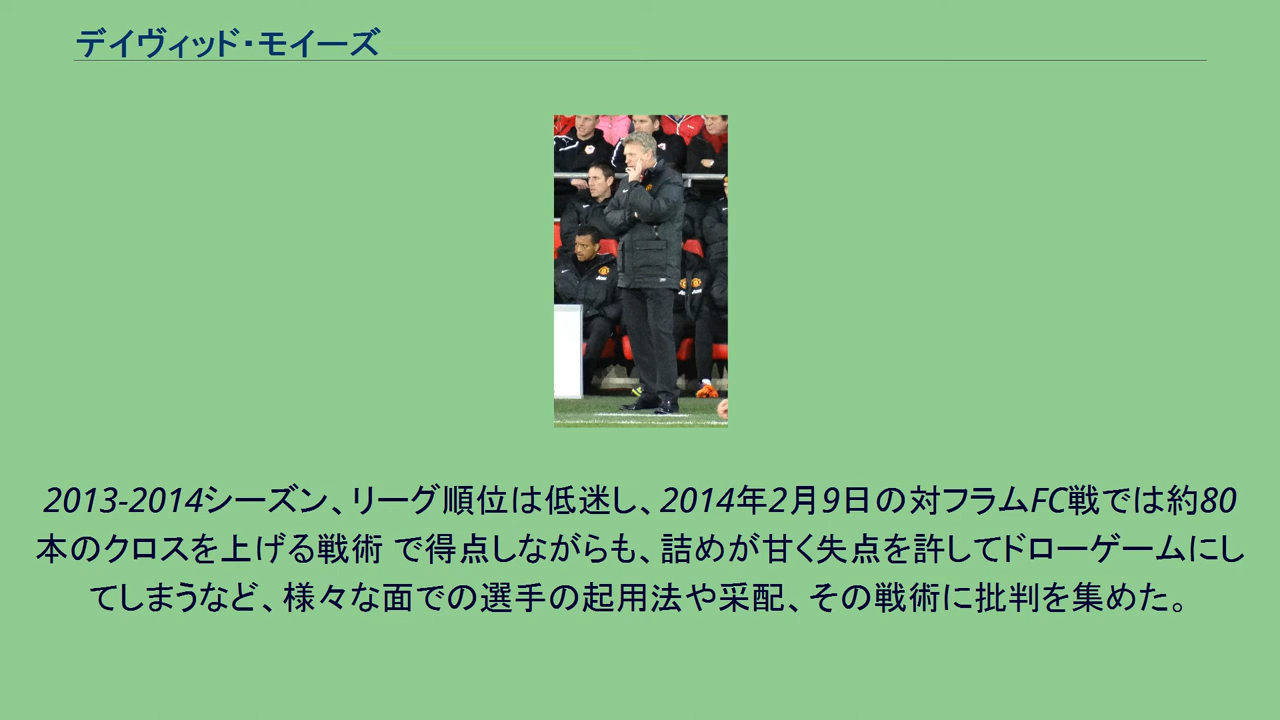 デイヴィッド・モイーズ
2013-2014シーズン、リーグ順位は低迷し、2014年2月9日の対フラムFC戦では約80
本のクロスを上げる戦術 で得点しながらも、詰めが甘く失点を許してドローゲームにし
てしまうなど、様々な面での選手の起用法や采配、その戦術に批判を集めた。